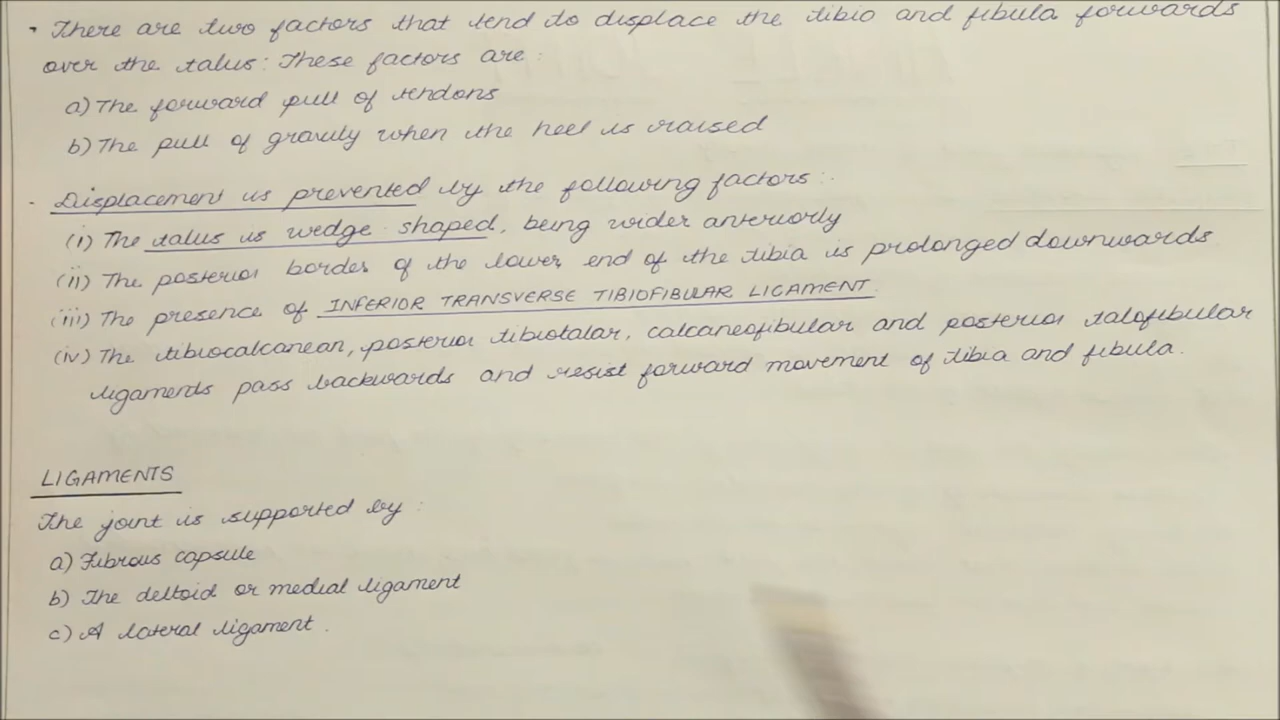 · There are two factors that tend to displace the tibio and fibula forwards
over the talus: These factors are:
a) The forward pull of tendons
b) The pull of gravity when the heel is raised
- Displacement is prevented by the following factors:
(i) The talus is wedge shaped, being wider anteriorly
(ii) The posterior border of the lower end of the tibia is prolonged downwards
(iii) The presence of INFERIOR TRANSVERSE TIBIOFIBULAR LIGAMENT.
(iv) The tibiocalcanean, posterior tibiotalar, calcaneofibular and posterior talofibular
ligaments pass backwards and resist forward movement of tibia and fibula.
LIGAMENTS
The joint is supported by:
a) Fibrous capsule
b) The deltoid or medial ligament
c) A lateral ligament.